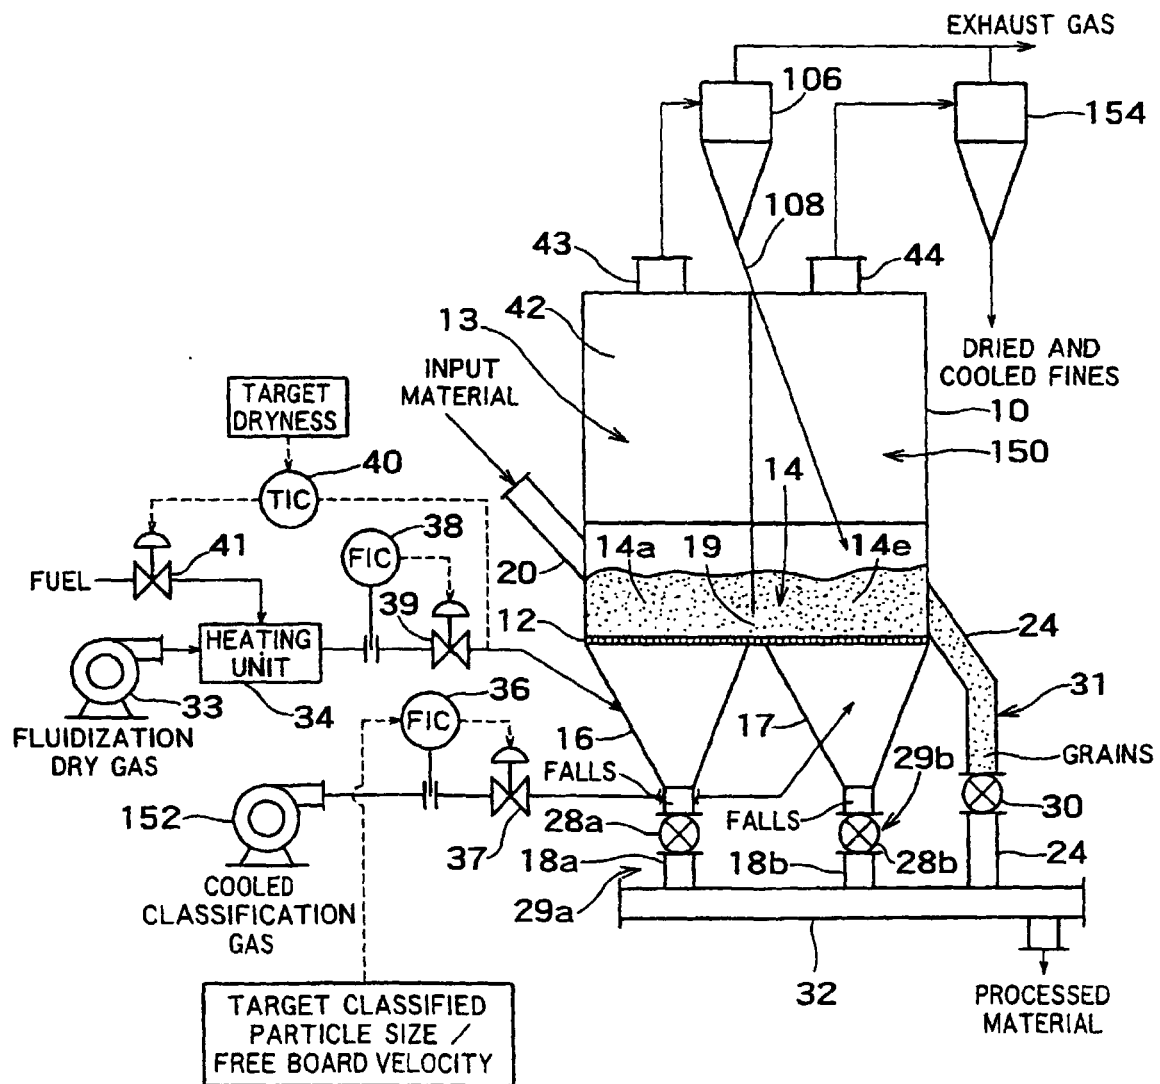 EXHAUST GAS
106
154
108
43
44
42
13
INPUT
MATERIAL
DRIED AND
COOLED FINES
TARGET
DRYNESS
10
150
40
14
TIC
38
FIC
14a
19
14e
41
FUEL
20
39
12
24
HEATING
UNIT
33
34
36
31
FLUIDIZATION
DRY GAS
FIC
16
17
GRAINS
FALLS
29b
152
28a
FALLS
30
37
18a
18b
28b
24
COOLED
CLASSIFICATION
GAS
29a
32
TARGET CLASSIFIED
PARTICLE SIZE /
FREE BOARD VELOCITY
PROCESSED
MATERIAL